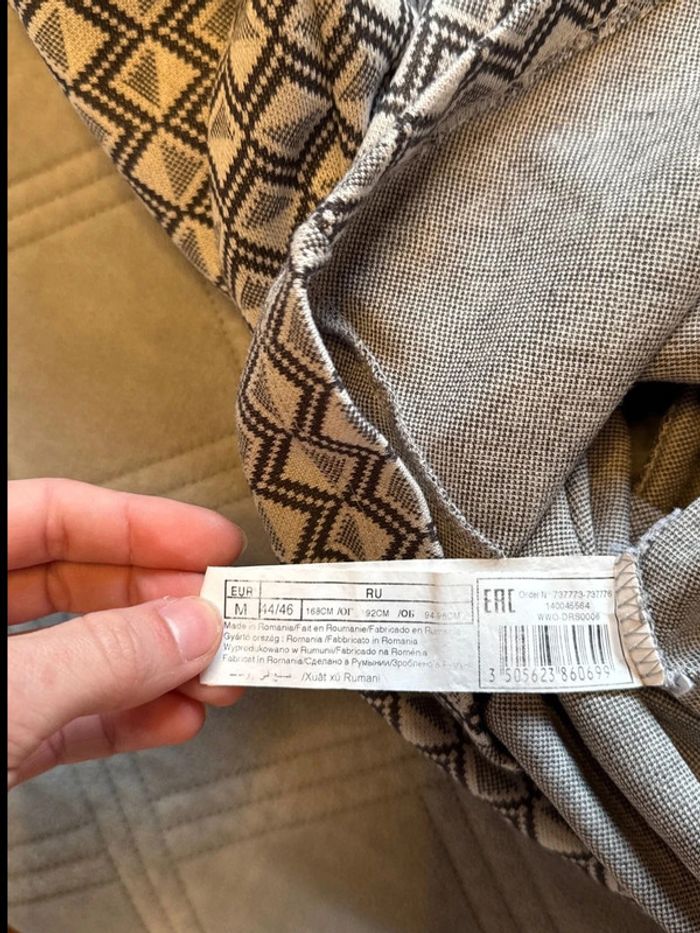 EUR RU
M 44/46 168CM /ОГ 92CM /ОБ
Made in Romania/Fait en Roumanie/Fabricado en
Gyártó ország : Romania /Fabbricato in Romania
Wyprodukowano w Rumunii/Fabricado na Roménia
Fabricat in Romania/Сделано в Румынии/Зроблено в
/Xuất xứ Rumani
EAC
Order N° 737773-737776
140045564
WWO-DRS0006
3 505623 860699